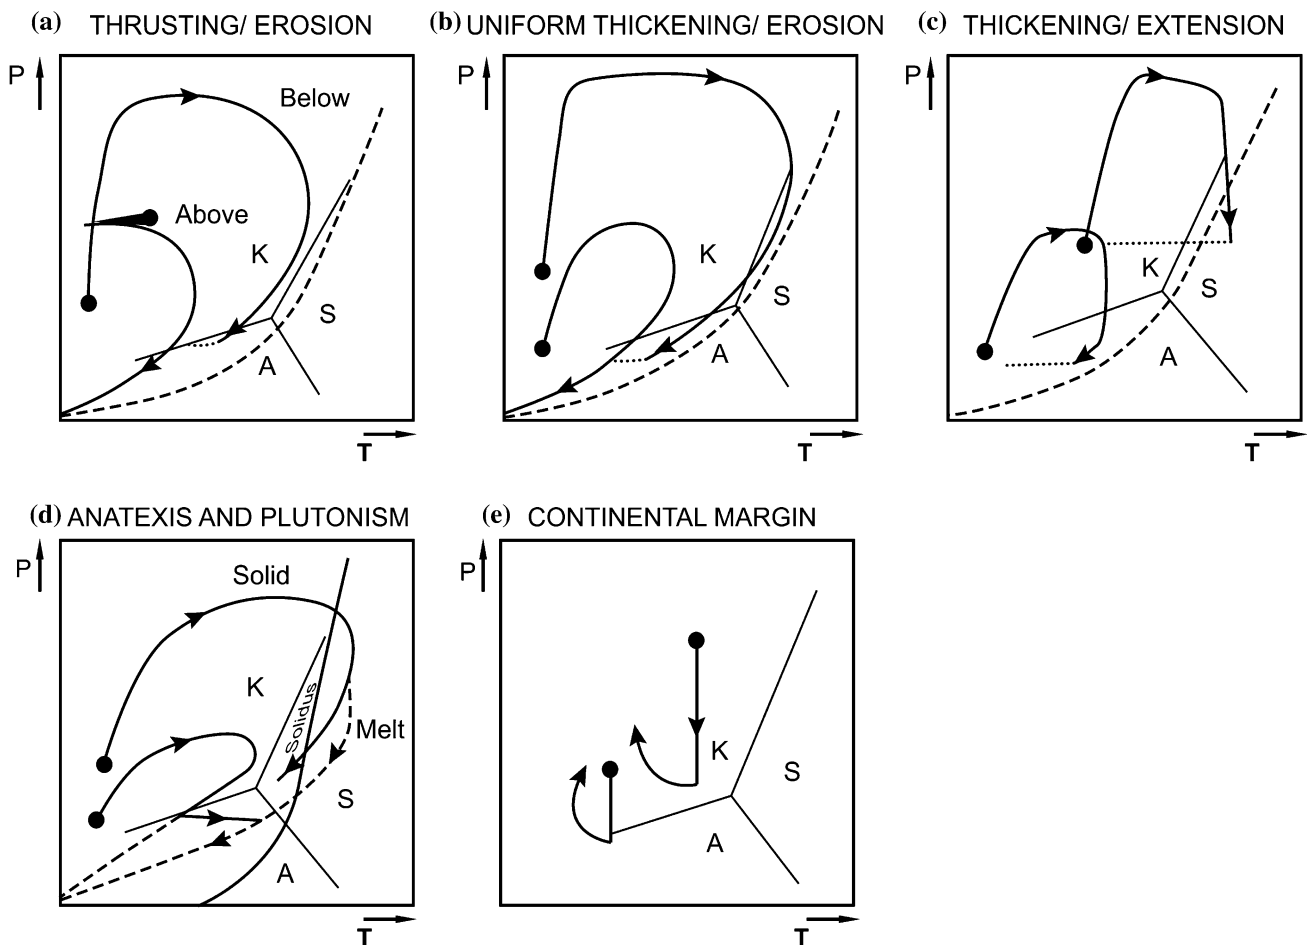 (a) THRUSTING/ EROSION
P
Below
Above
K
S
A
T
(b) UNIFORM THICKENING/ EROSION
P
K
S
A
T
(c) THICKENING/ EXTENSION
P
K
S
A
T
(d) ANATEXIS AND PLUTONISM
P
Solid
K
Solidus
Melt
S
A
T
(e) CONTINENTAL MARGIN
P
K
S
A
T